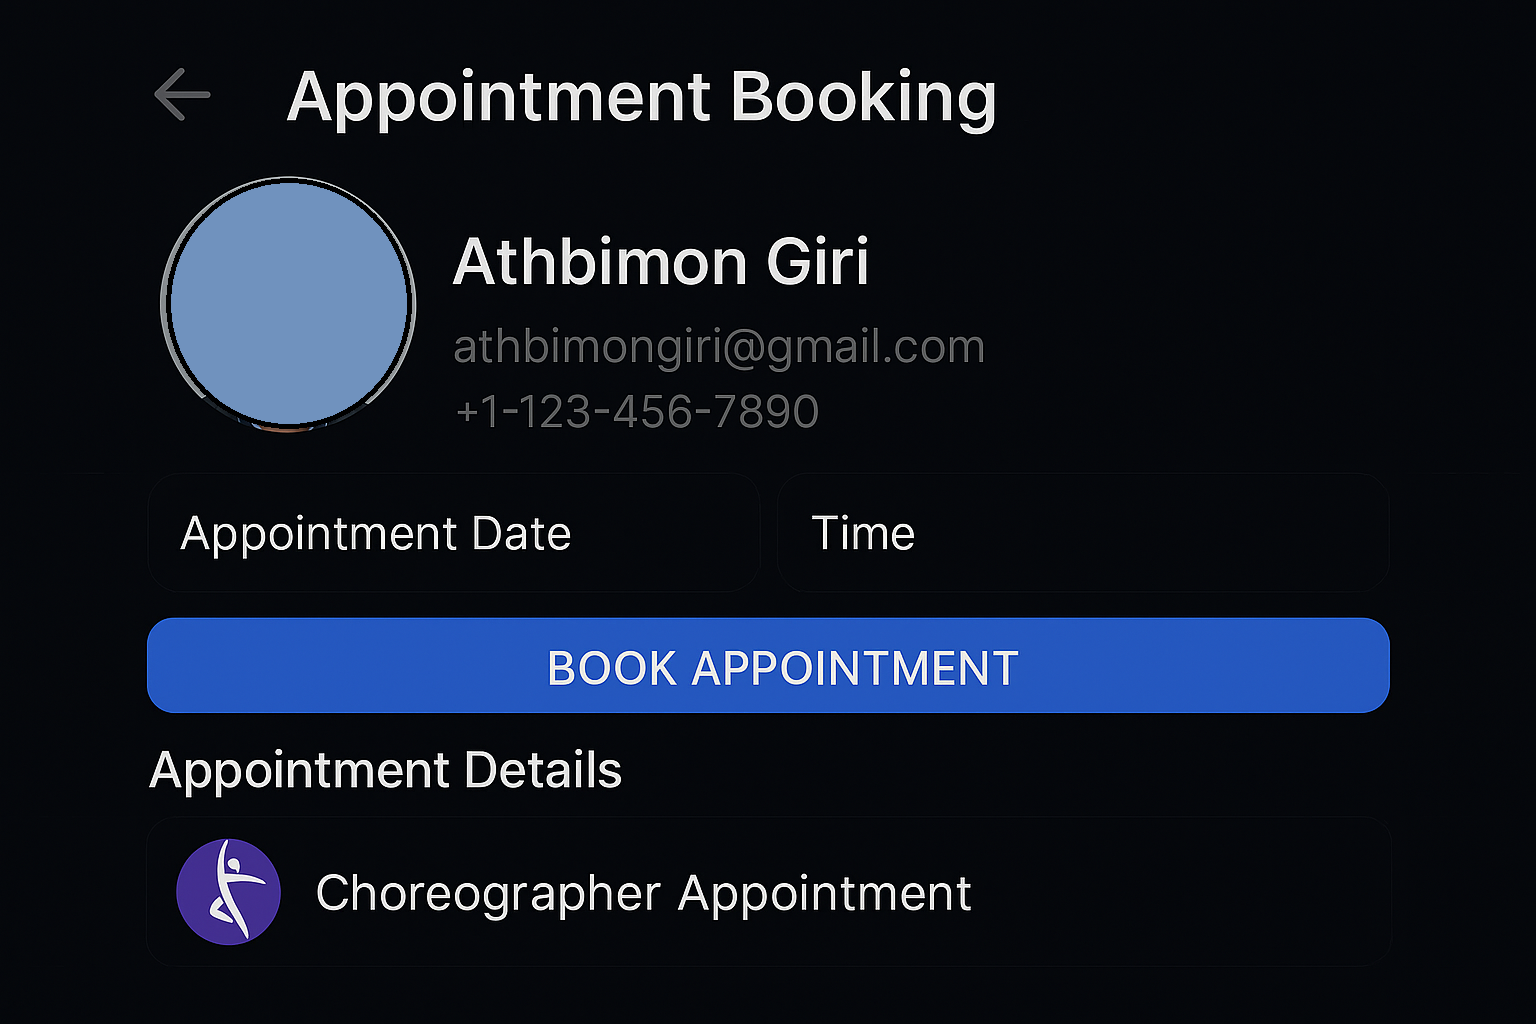 Appointment Booking
Athbimon Giri
athbimongiri@gmail.com
+1-123-456-7890
Appointment Date
Time
BOOK APPOINTMENT
Appointment Details
Choreographer Appointment